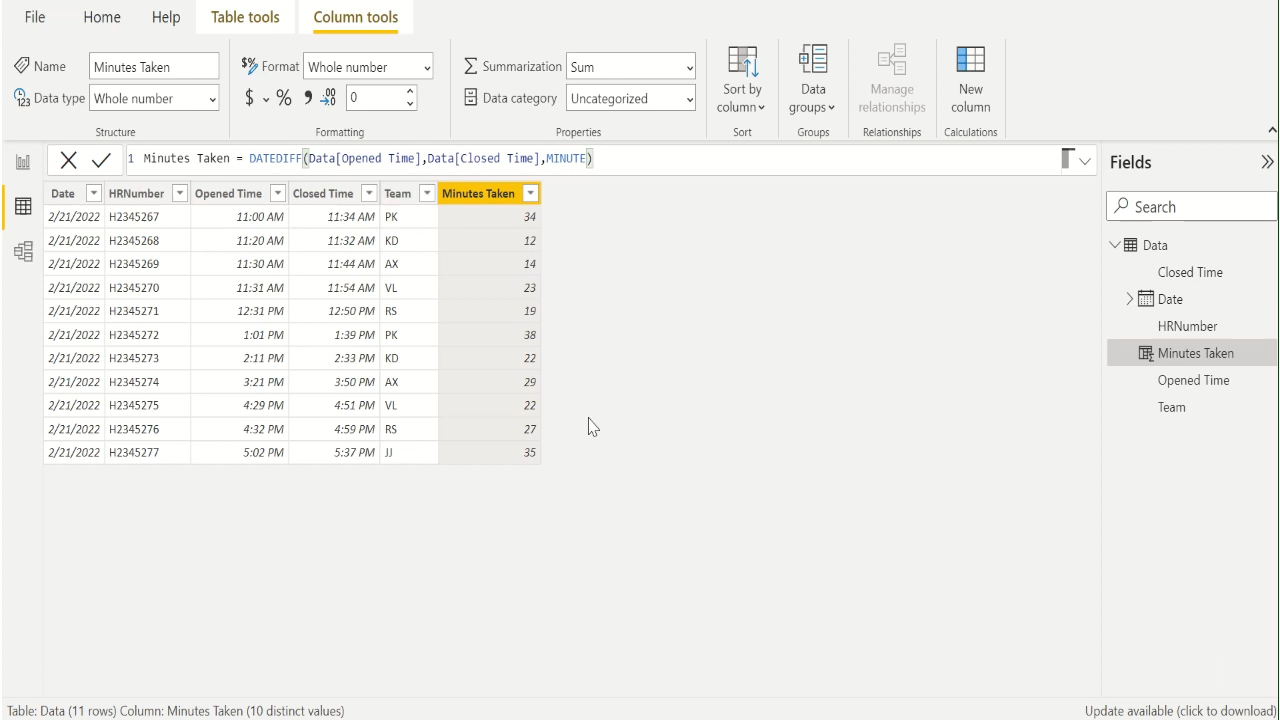 File Home Help Table tools Column tools
Name Minutes Taken $% Format Whole number Summarization Sum
Data type Whole number $ % 9 .00 0 Data category Uncategorized
Sort by column Data groups Manage relationships New column
Structure Formatting Properties Sort Groups Relationships Calculations
1 Minutes Taken = DATEDIFF(Data[Opened Time],Data[Closed Time],MINUTE)
Date HRNumber Opened Time Closed Time Team Minutes Taken
2/21/2022 H2345267 11:00 AM 11:34 AM PK 34
2/21/2022 H2345268 11:20 AM 11:32 AM KD 12
2/21/2022 H2345269 11:30 AM 11:44 AM AX 14
2/21/2022 H2345270 11:31 AM 11:54 AM VL 23
2/21/2022 H2345271 12:31 PM 12:50 PM RS 19
2/21/2022 H2345272 1:01 PM 1:39 PM PK 38
2/21/2022 H2345273 2:11 PM 2:33 PM KD 22
2/21/2022 H2345274 3:21 PM 3:50 PM AX 29
2/21/2022 H2345275 4:29 PM 4:51 PM VL 22
2/21/2022 H2345276 4:32 PM 4:59 PM RS 27
2/21/2022 H2345277 5:02 PM 5:37 PM JJ 35
Fields
Search
Data
Closed Time
Date
HRNumber
Minutes Taken
Opened Time
Team
Table: Data (11 rows) Column: Minutes Taken (10 distinct values) Update available (click to download)